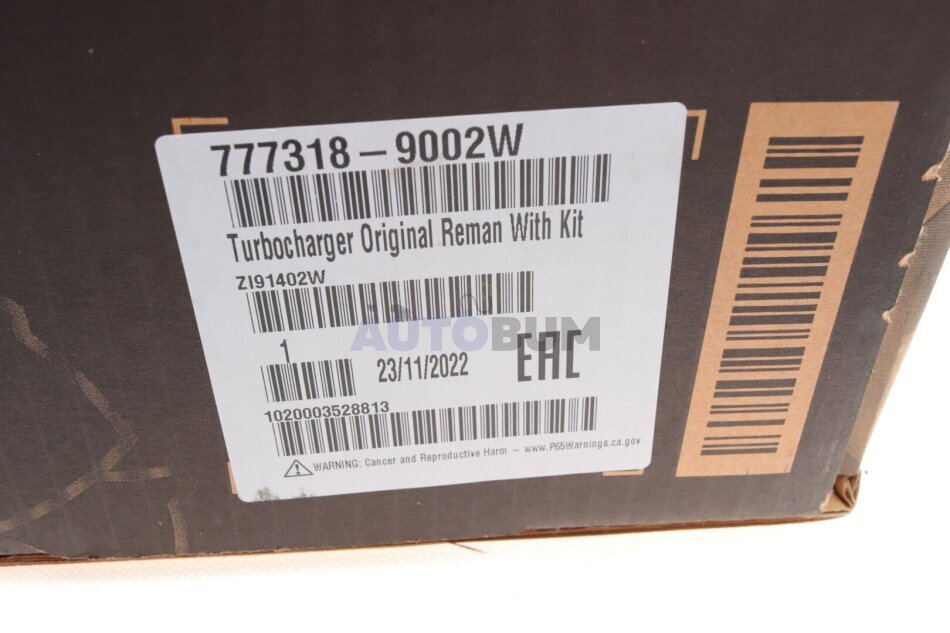 777318-9002W
Turbocharger Original Reman With Kit
ZI91402W
AUTOBUM
1
23/11/2022
EAC
1020003528813
WARNING: Cancer and Reproductive Harm - www.P65Warnings.ca.gov